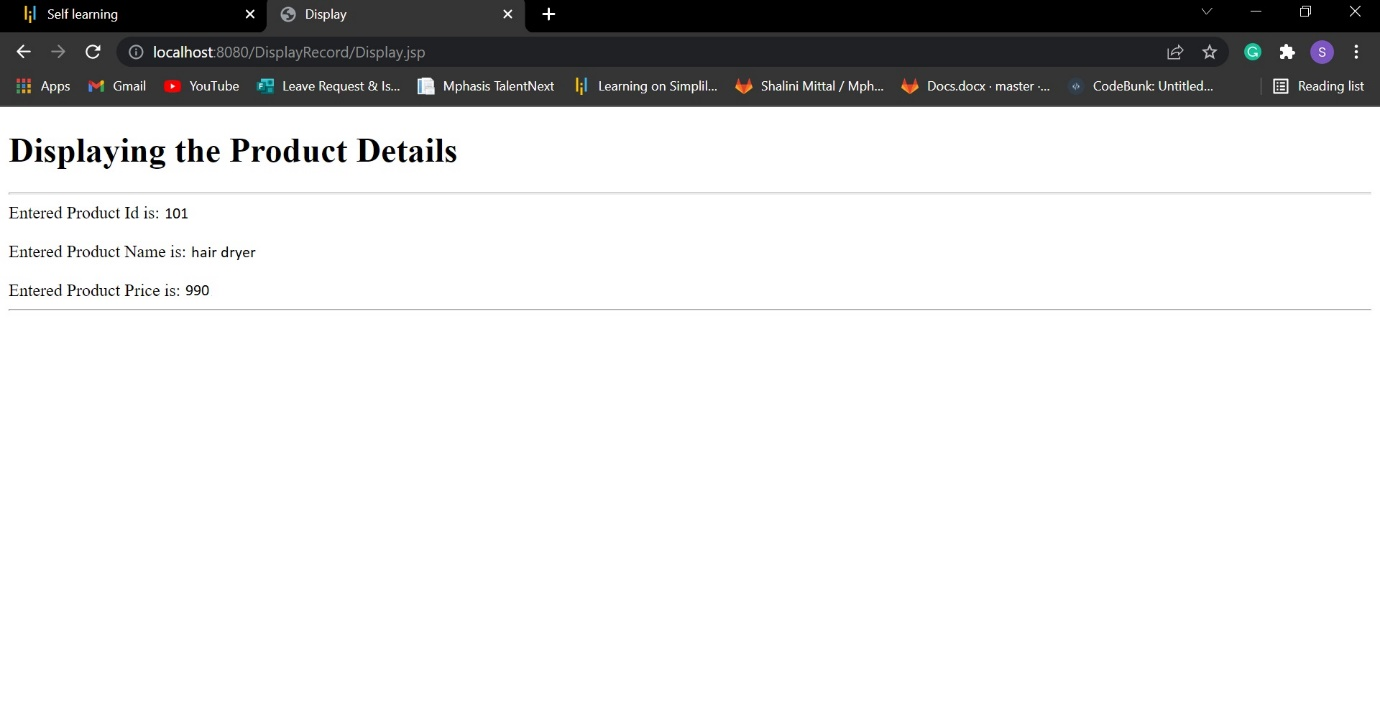 Self learning
Display
localhost:8080/DisplayRecord/Display.jsp
S
Apps
Gmail
YouTube
Leave Request & Is...
Mphasis TalentNext
Learning on Simplil...
Shalini Mittal / Mph...
Docs.docx · master ·...
CodeBunk: Untitled...
Reading list
Displaying the Product Details
Entered Product Id is: 101
Entered Product Name is: hair dryer
Entered Product Price is: 990